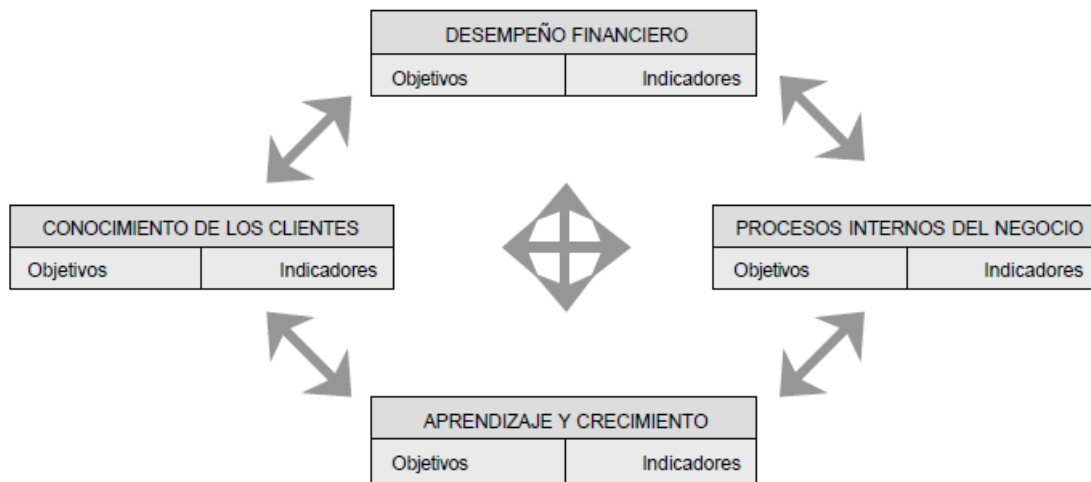 DESEMPEÑO FINANCIERO
Objetivos Indicadores
CONOCIMIENTO DE LOS CLIENTES
Objetivos Indicadores
PROCESOS INTERNOS DEL NEGOCIO
Objetivos Indicadores
APRENDIZAJE Y CRECIMIENTO
Objetivos Indicadores